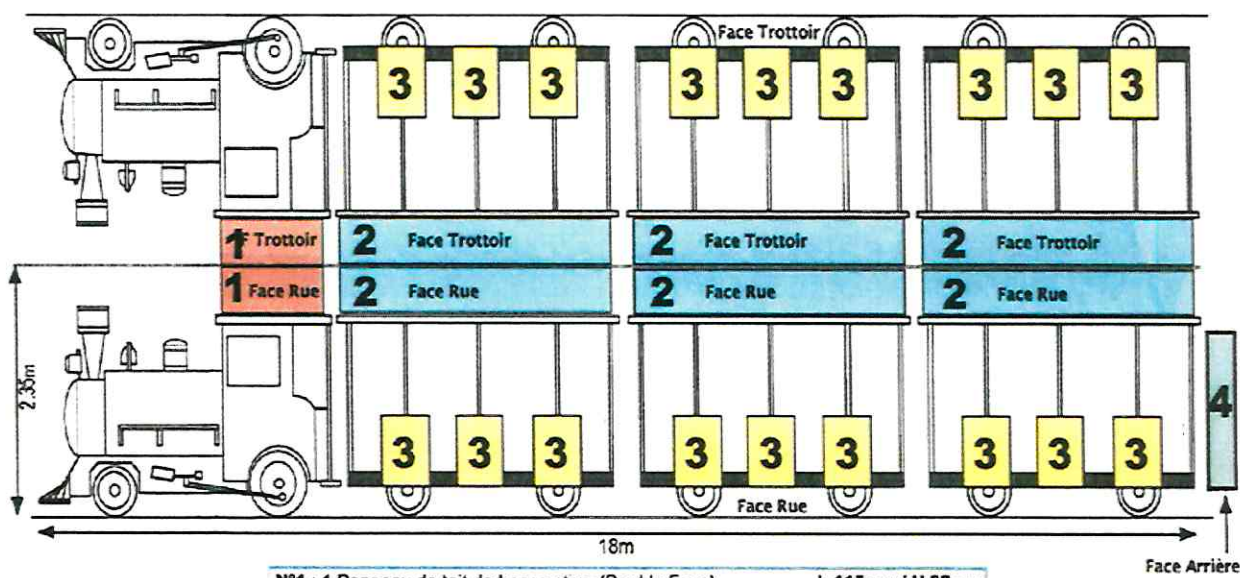 Face Trottoir
3 3 3 3 3 3 3 3 3
1 Trottoir 2 Face Trottoir 2 Face Trottoir 2 Face Trottoir
1 Face Rue 2 Face Rue 2 Face Rue 2 Face Rue
2.35m
4
3 3 3 3 3 3 3 3 3
Face Rue
18m
Face Arrière